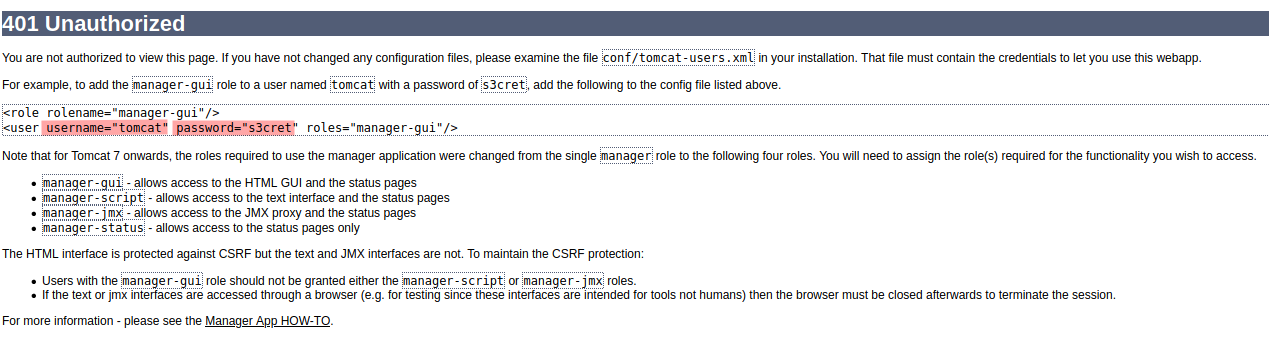 401 Unauthorized
You are not authorized to view this page. If you have not changed any configuration files, please examine the file conf/tomcat-users.xml in your installation. That file must contain the credentials to let you use this webapp.
For example, to add the manager-gui role to a user named tomcat with a password of s3cret, add the following to the config file listed above.
<role rolename="manager-gui"/>
<user username="tomcat" password="s3cret" roles="manager-gui"/>
Note that for Tomcat 7 onwards, the roles required to use the manager application were changed from the single manager role to the following four roles. You will need to assign the role(s) required for the functionality you wish to access.
• manager-gui - allows access to the HTML GUI and the status pages
• manager-script - allows access to the text interface and the status pages
• manager-jmx - allows access to the JMX proxy and the status pages
• manager-status - allows access to the status pages only
The HTML interface is protected against CSRF but the text and JMX interfaces are not. To maintain the CSRF protection:
• Users with the manager-gui role should not be granted either the manager-script or manager-jmx roles.
• If the text or jmx interfaces are accessed through a browser (e.g. for testing since these interfaces are intended for tools not humans) then the browser must be closed afterwards to terminate the session.
For more information - please see the Manager App HOW-TO.